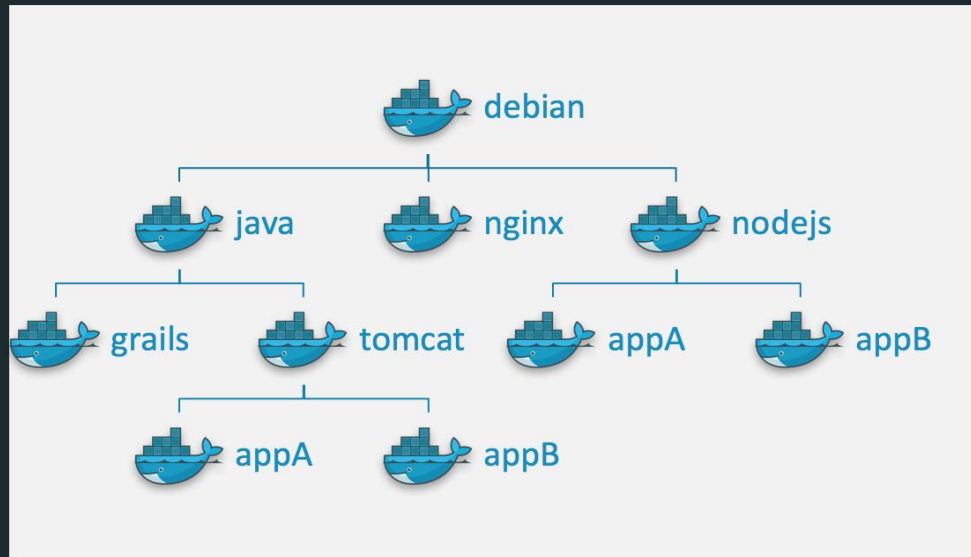 debian
java
nginx
nodejs
grails
tomcat
appA
appB
appA
appB